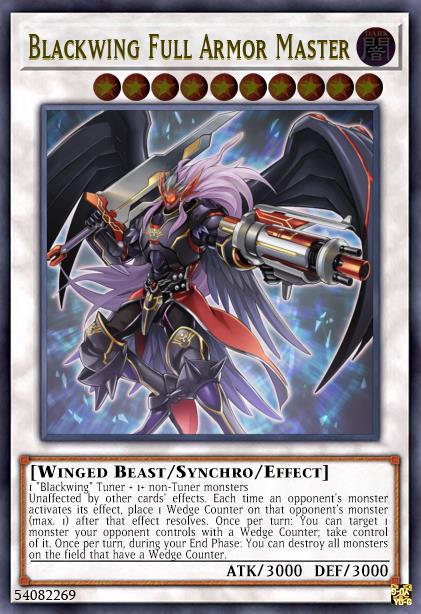 BLACKWING FULL ARMOR MASTER
DARK
闇
[WINGED BEAST/SYNCHRO/EFFECT]
1 "Blackwing" Tuner + 1+ non-Tuner monsters
Unaffected by other cards' effects. Each time an opponent's monster
activates its effect, place 1 Wedge Counter on that opponent's monster
(max. 1) after that effect resolves. Once per turn: You can target 1
monster your opponent controls with a Wedge Counter; take control
of it. Once per turn, during your End Phase: You can destroy all monsters
on the field that have a Wedge Counter.
ATK/3000 DEF/3000
54082269